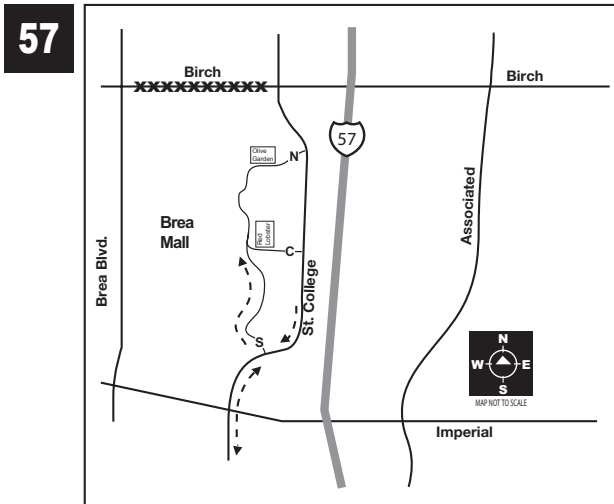 57
Birch
XXXXXXXXXX
Birch
57
Olive
Garden
N
Brea
Mall
Red
Lobster
C
Associated
Brea Blvd.
St. College
S
N
W
E
S
MAP NOT TO SCALE
Imperial